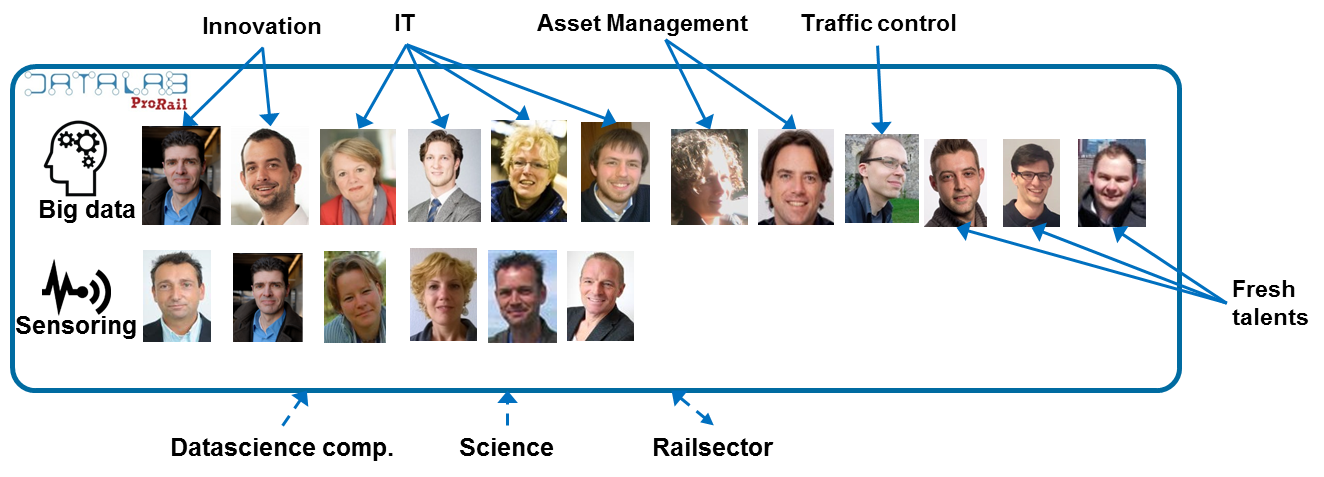 Innovation
IT
Asset Management
Traffic control
DATALAB
ProRail
Big data
Sensoring
Fresh
talents
Datascience comp.
Science
Railsector